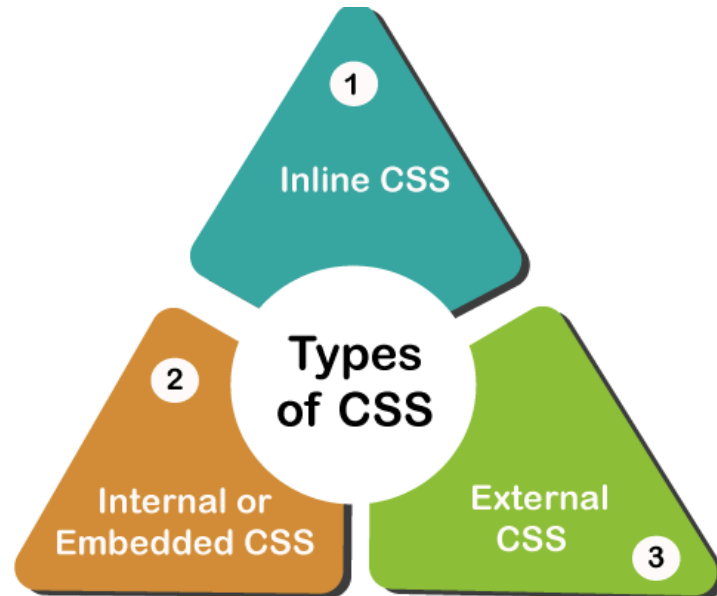 1
Inline CSS
Types
of CSS
2
Internal or
Embedded CSS
External
CSS
3